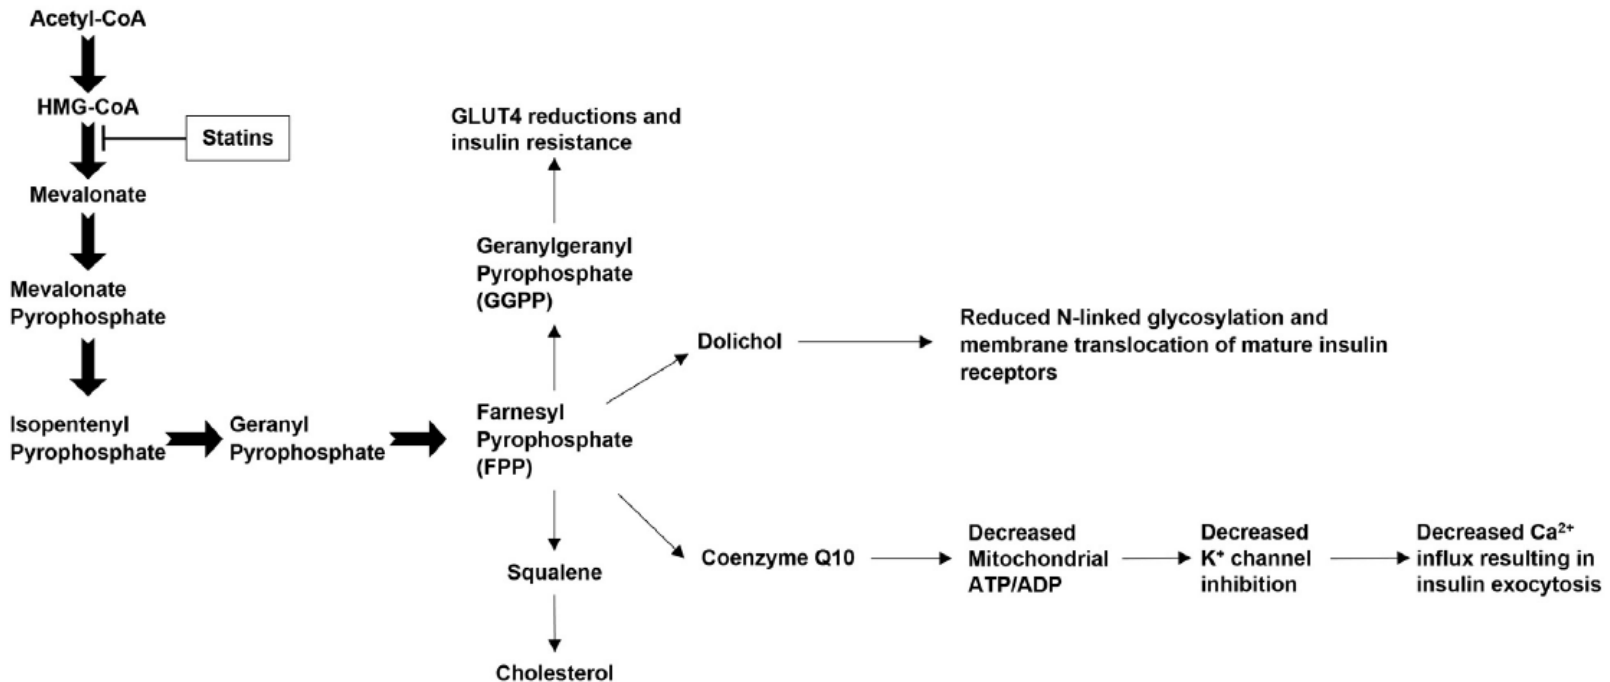 Acetyl-CoA
HMG-CoA
Statins
Mevalonate
Mevalonate
Pyrophosphate
Isopentenyl
Pyrophosphate
Geranyl
Pyrophosphate
GLUT4 reductions and
insulin resistance
Geranylgeranyl
Pyrophosphate
(GGPP)
Farnesyl
Pyrophosphate
(FPP)
Dolichol
Reduced N-linked glycosylation and
membrane translocation of mature insulin
receptors
Coenzyme Q10
Decreased
Mitochondrial
ATP/ADP
Decreased
K⁺ channel
inhibition
Decreased Ca²⁺
influx resulting in
insulin exocytosis
Squalene
Cholesterol